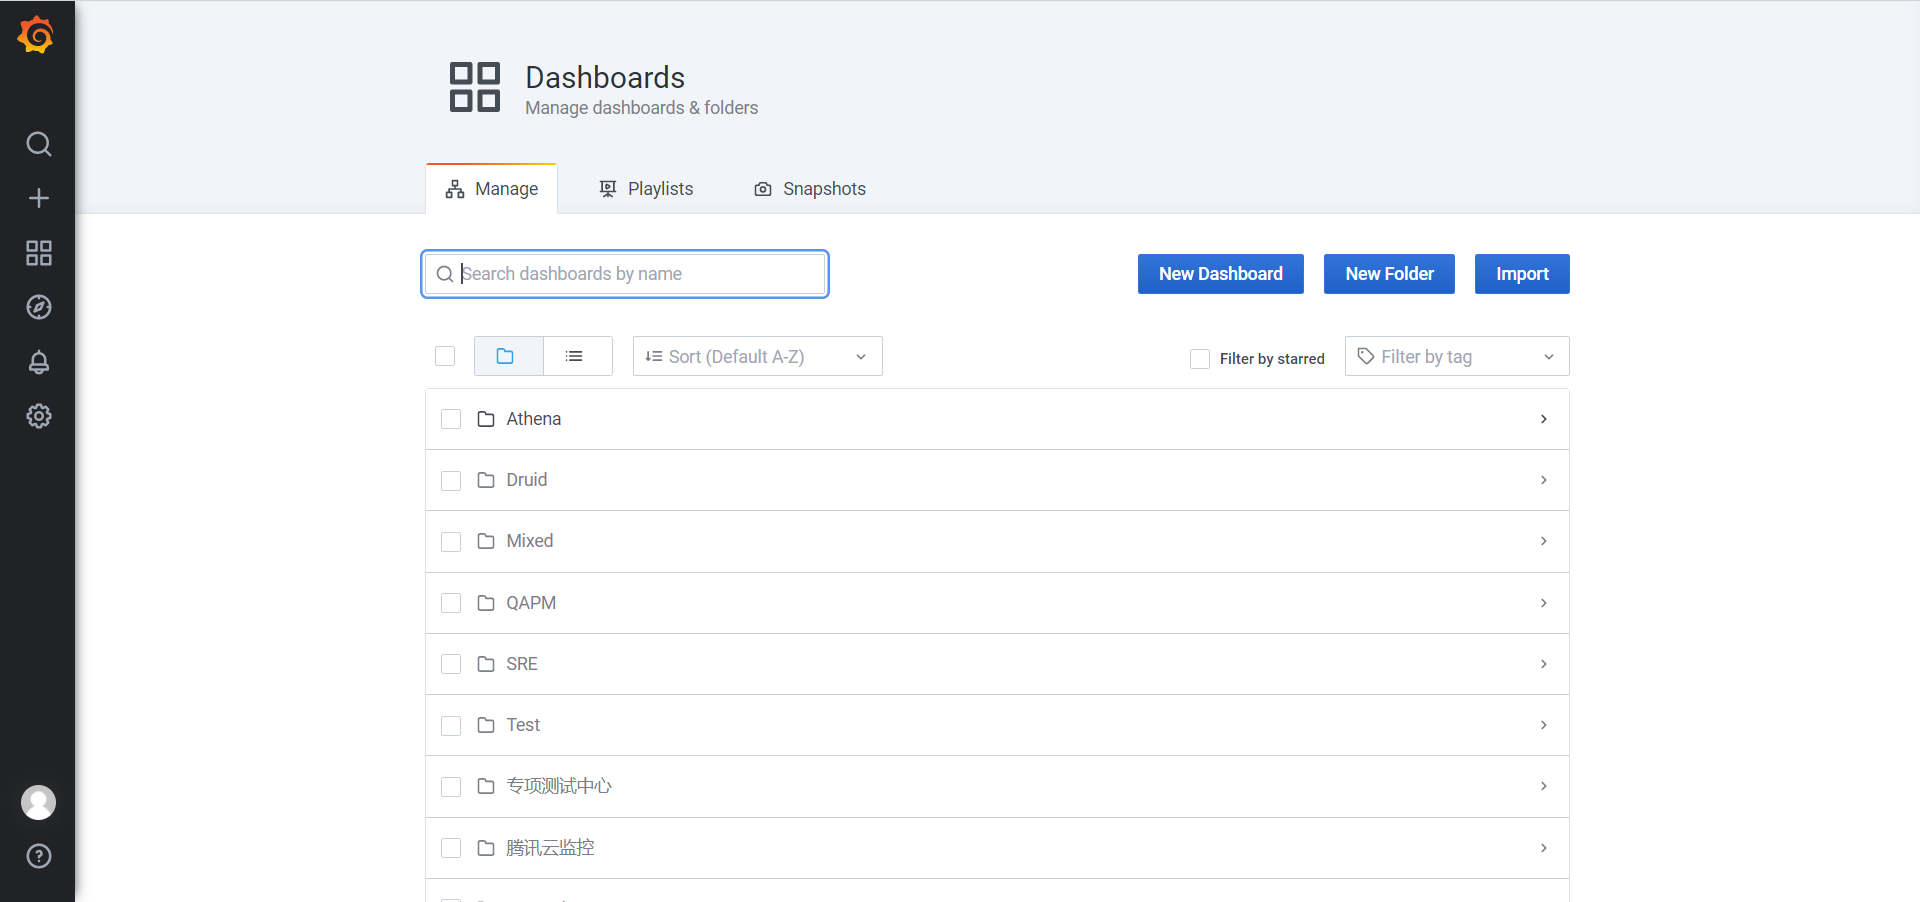 Dashboards
Manage dashboards & folders
Manage
Playlists
Snapshots
Search dashboards by name
New Dashboard
New Folder
Import
Sort (Default A-Z)
Filter by starred
Filter by tag
Athena
Druid
Mixed
QAPM
SRE
Test
专项测试中心
腾讯云监控